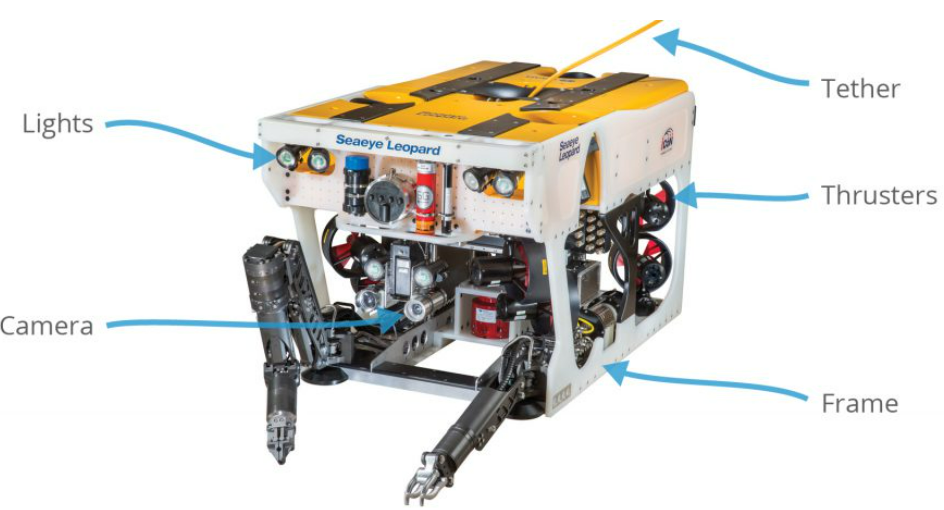 Tether
Lights
Seaeye Leopard
Seaeye
Leopard
Thrusters
Camera
Frame